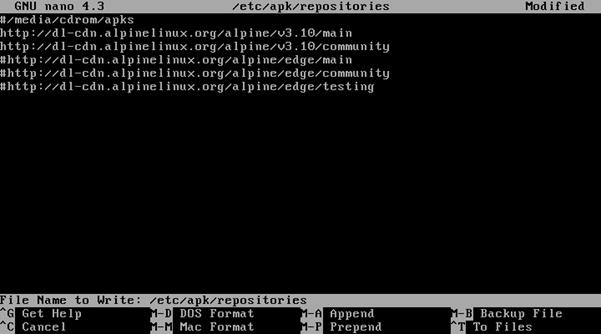 GNU nano 4.3 /etc/apk/repositories Modified
#/media/cdrom/apks
http://dl-cdn.alpinelinux.org/alpine/v3.10/main
http://dl-cdn.alpinelinux.org/alpine/v3.10/community
#http://dl-cdn.alpinelinux.org/alpine/edge/main
#http://dl-cdn.alpinelinux.org/alpine/edge/community
#http://dl-cdn.alpinelinux.org/alpine/edge/testing
File Name to Write: /etc/apk/repositories
^G Get Help M-D DOS Format M-A Append M-B Backup File
^C Cancel M-M Mac Format M-P Prepend ^T To Files